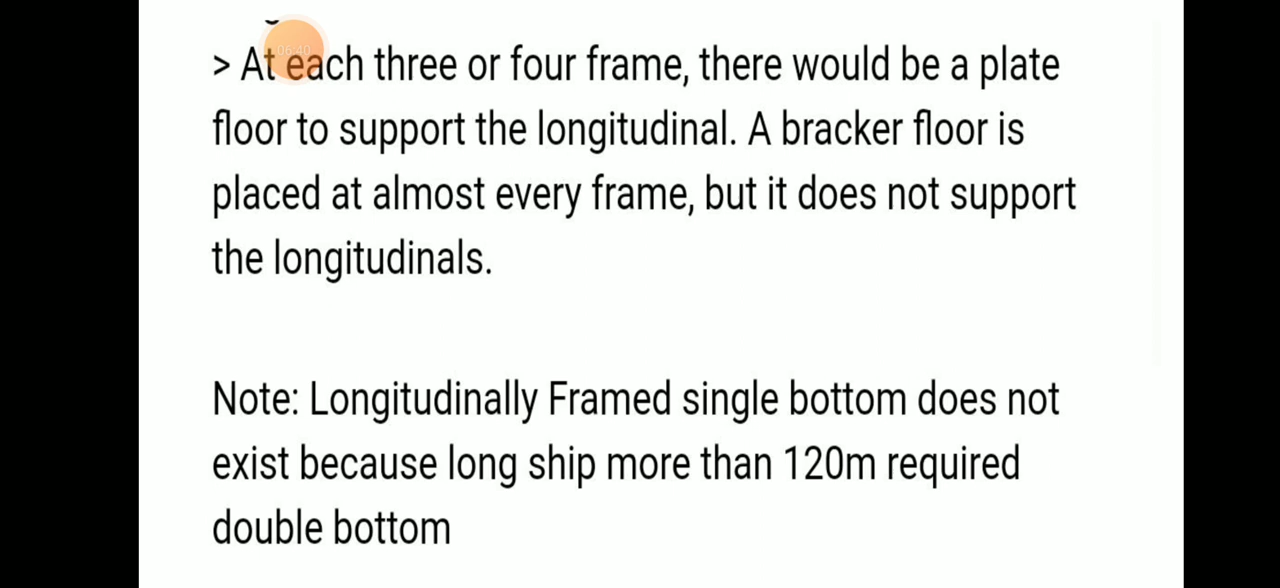 06:40
> At each three or four frame, there would be a plate
floor to support the longitudinal. A bracker floor is
placed at almost every frame, but it does not support
the longitudinals.
Note: Longitudinally Framed single bottom does not
exist because long ship more than 120m required
double bottom